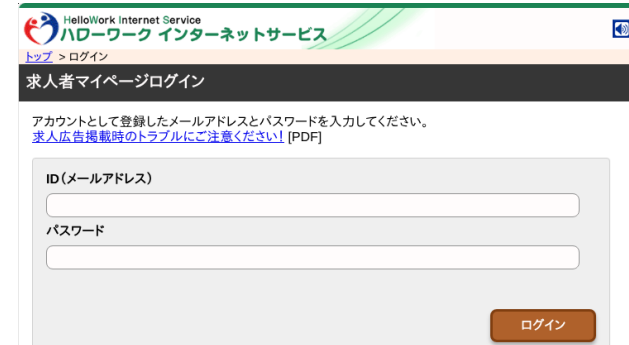 HelloWork Internet Service
ハローワーク インターネットサービス
トップ > ログイン
求人者マイページログイン
アカウントとして登録したメールアドレスとパスワードを入力してください。
求人広告掲載時のトラブルにご注意ください! [PDF]
ID(メールアドレス)
パスワード
ログイン